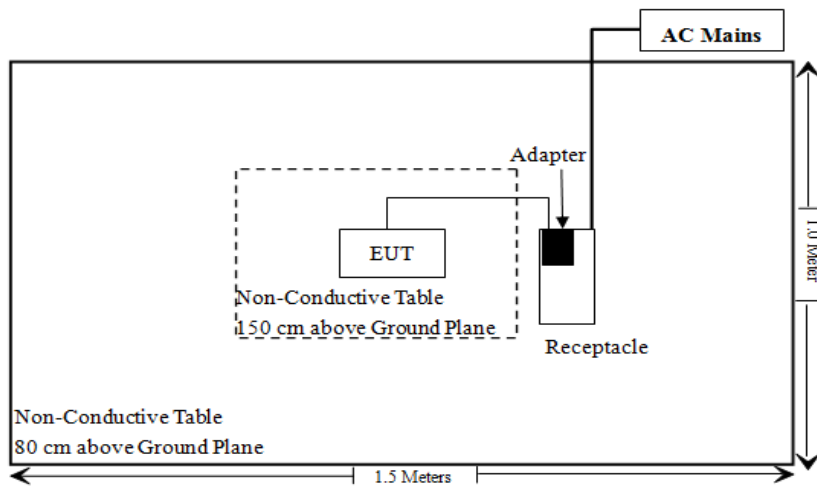 AC Mains
Adapter
EUT
Non-Conductive Table
150 cm above Ground Plane
Receptacle
1.0 Meter
Non-Conductive Table
80 cm above Ground Plane
1.5 Meters